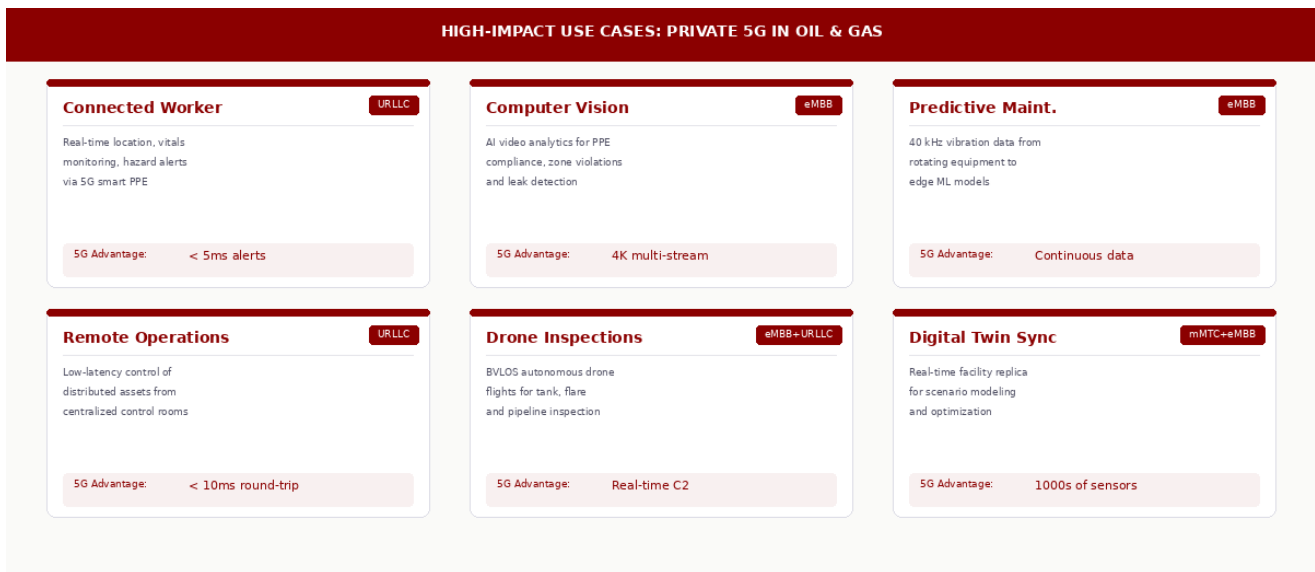 HIGH-IMPACT USE CASES: PRIVATE 5G IN OIL & GAS
Connected Worker
URLLC
Real-time location, vitals
monitoring, hazard alerts
via 5G smart PPE
5G Advantage:
< 5ms alerts
Computer Vision
eMBB
AI video analytics for PPE
compliance, zone violations
and leak detection
5G Advantage:
4K multi-stream
Predictive Maint.
eMBB
40 kHz vibration data from
rotating equipment to
edge ML models
5G Advantage:
Continuous data
Remote Operations
URLLC
Low-latency control of
distributed assets from
centralized control rooms
5G Advantage:
< 10ms round-trip
Drone Inspections
eMBB+URLLC
BVLOS autonomous drone
flights for tank, flare
and pipeline inspection
5G Advantage:
Real-time C2
Digital Twin Sync
mMTC+eMBB
Real-time facility replica
for scenario modeling
and optimization
5G Advantage:
1000s of sensors